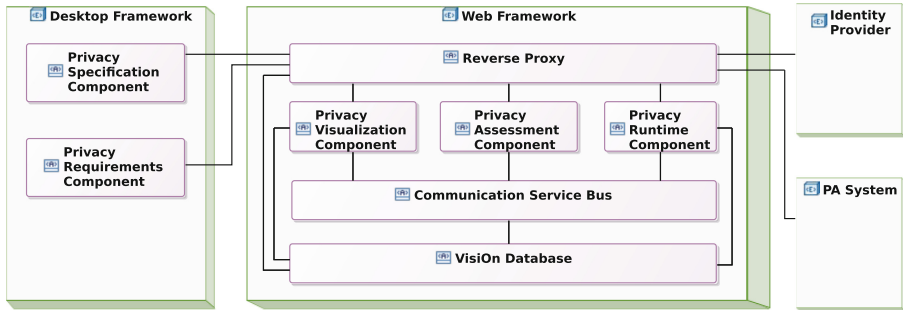 Desktop Framework
Privacy
Specification
Component
Privacy
Requirements
Component
Web Framework
Reverse Proxy
Privacy
Visualization
Component
Privacy
Assessment
Component
Privacy
Runtime
Component
Communication Service Bus
VisiOn Database
Identity
Provider
PA System